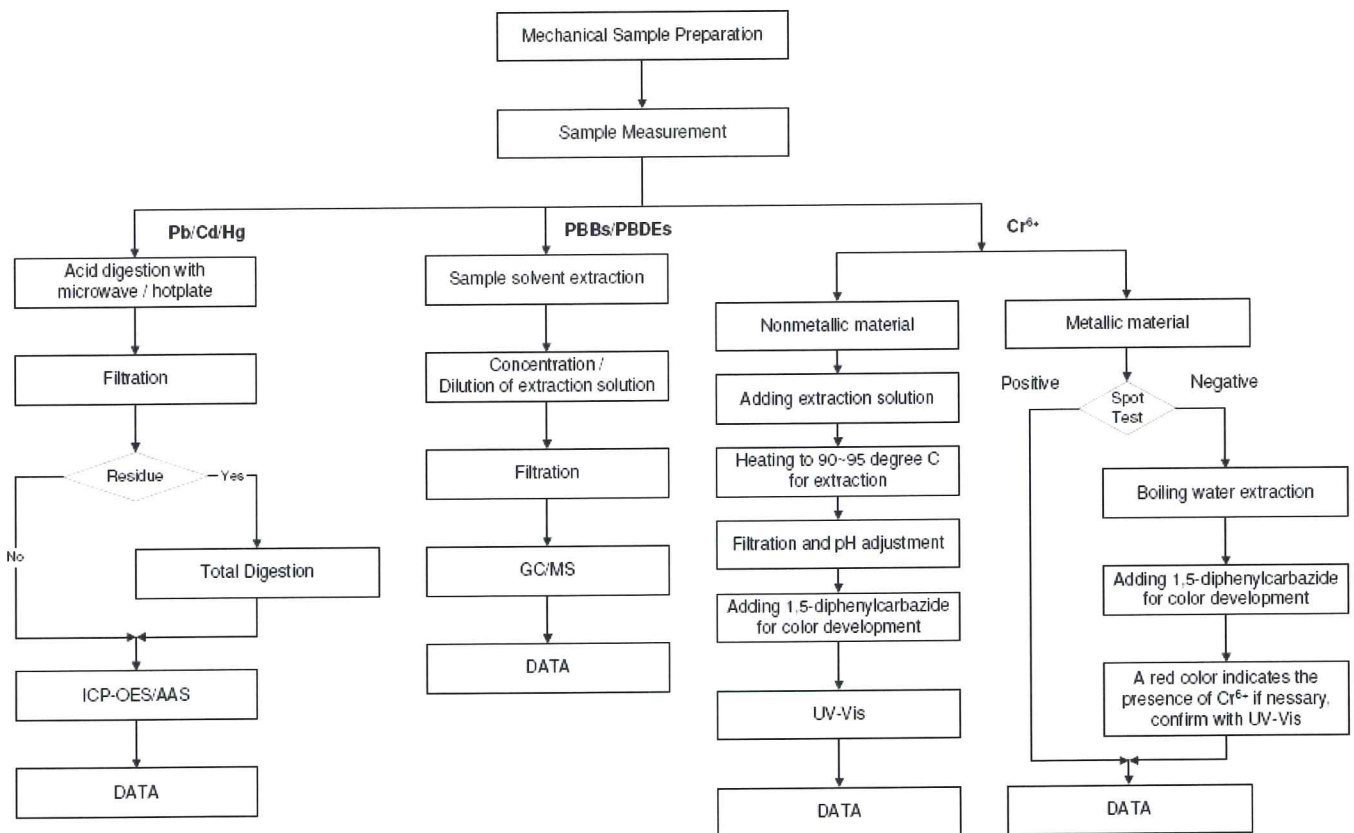 Mechanical Sample Preparation
Sample Measurement
Pb/Cd/Hg
Acid digestion with
microwave / hotplate
Filtration
Residue
Yes
No
Total Digestion
ICP-OES/AAS
DATA
PBBs/PBDEs
Sample solvent extraction
Concentration /
Dilution of extraction solution
Filtration
GC/MS
DATA
Cr⁶⁺
Nonmetallic material
Adding extraction solution
Heating to 90~95 degree C
for extraction
Filtration and pH adjustment
Adding 1,5-diphenylcarbazide
for color development
UV-Vis
DATA
Metallic material
Positive
Negative
Spot
Test
Boiling water extraction
Adding 1,5-diphenylcarbazide
for color development
A red color indicates the
presence of Cr⁶⁺ if nessary,
confirm with UV-Vis
DATA